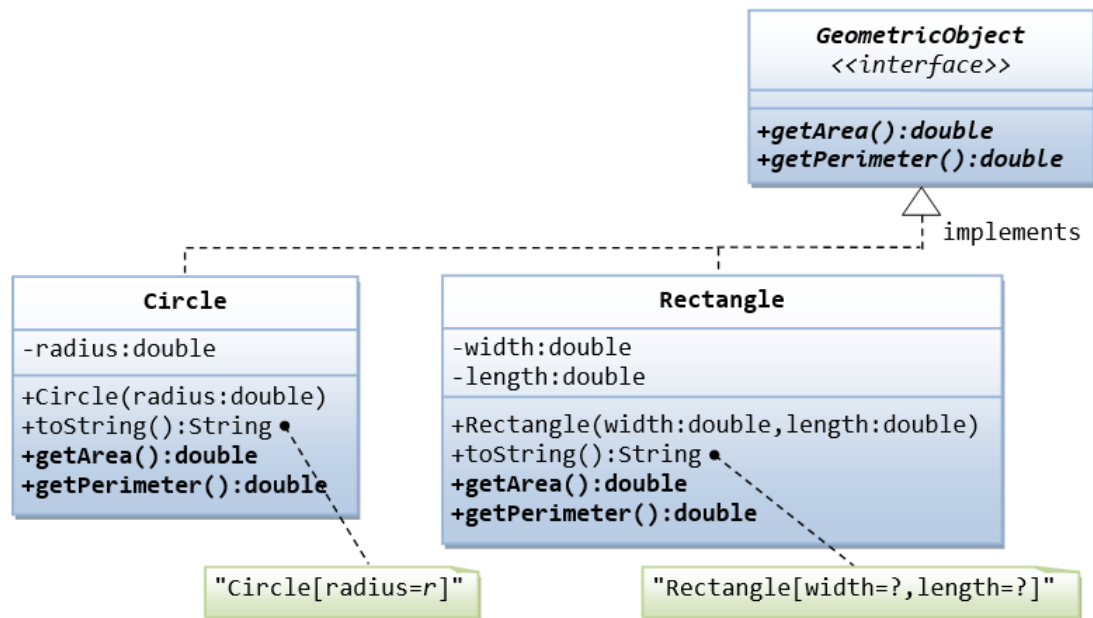 GeometricObject
<<interface>>
+getArea():double
+getPerimeter():double
implements
Circle
-radius:double
+Circle(radius:double)
+toString():String
+getArea():double
+getPerimeter():double
"Circle[radius=r]"
Rectangle
-width:double
-length:double
+Rectangle(width:double,length:double)
+toString():String
+getArea():double
+getPerimeter():double
"Rectangle[width=?,length=?]"